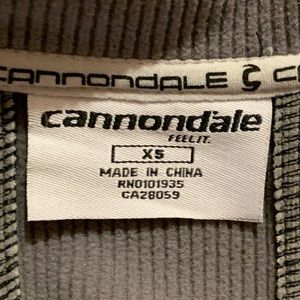 cannondale C
cannondale
FEEL IT.
XS
MADE IN CHINA
RN0101935
CA28059